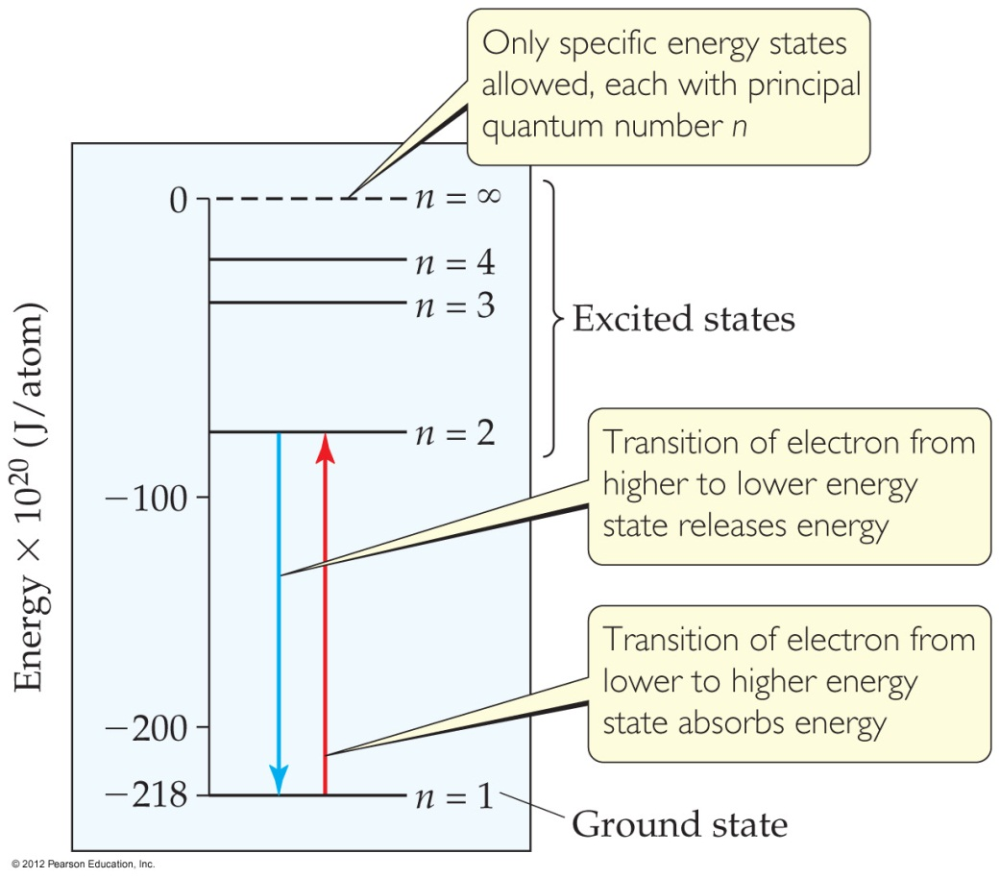 Only specific energy states
allowed, each with principal
quantum number n
0
n = ∞
n = 4
n = 3
Excited states
n = 2
Transition of electron from
higher to lower energy
state releases energy
−100
Energy × 10²⁰ (J/atom)
Transition of electron from
lower to higher energy
state absorbs energy
−200
−218
n = 1
Ground state
© 2012 Pearson Education, Inc.